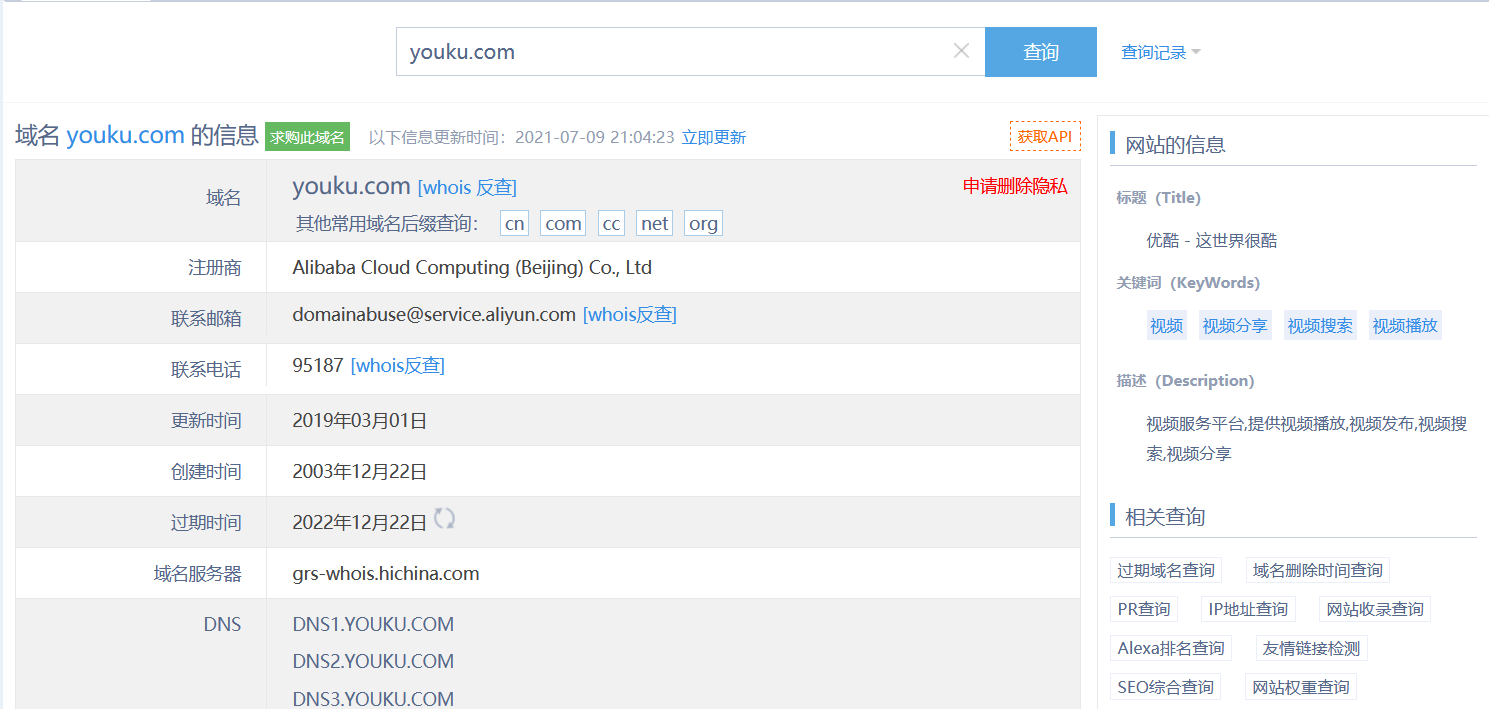 youku.com
查询
查询记录
域名 youku.com 的信息 求购此域名 以下信息更新时间：2021-07-09 21:04:23 立即更新 获取API
域名
youku.com [whois 反查] 申请删除隐私
其他常用域名后缀查询： cn com cc net org
注册商 Alibaba Cloud Computing (Beijing) Co., Ltd
联系邮箱 domainabuse@service.aliyun.com [whois反查]
联系电话 95187 [whois反查]
更新时间 2019年03月01日
创建时间 2003年12月22日
过期时间 2022年12月22日
域名服务器 grs-whois.hichina.com
DNS DNS1.YOUKU.COM
DNS2.YOUKU.COM
DNS3.YOUKU.COM
网站的信息
标题（Title）
优酷 - 这世界很酷
关键词（KeyWords）
视频 视频分享 视频搜索 视频播放
描述（Description）
视频服务平台,提供视频播放,视频发布,视频搜
索,视频分享
相关查询
过期域名查询 域名删除时间查询
PR查询 IP地址查询 网站收录查询
Alexa排名查询 友情链接检测
SEO综合查询 网站权重查询